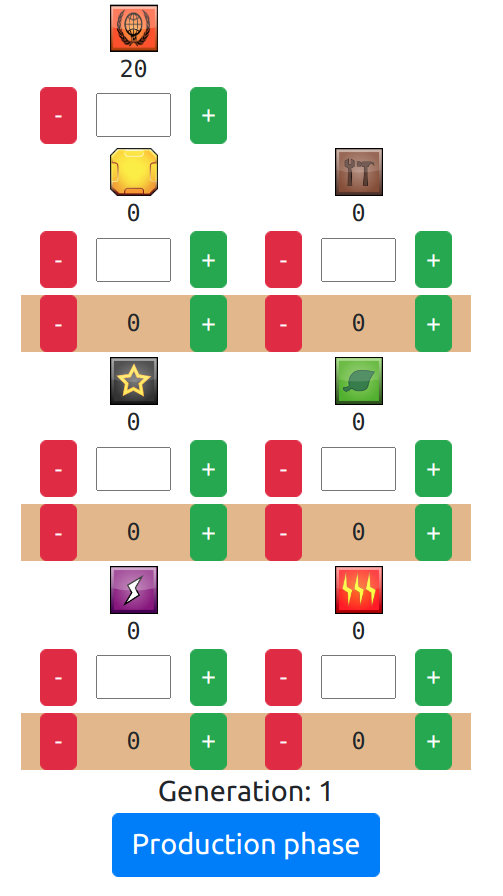 20
- +
0 0
- + - +
- 0 + - 0 +
0 0
- + - +
- 0 + - 0 +
0 0
- + - +
- 0 + - 0 +
Generation: 1
Production phase